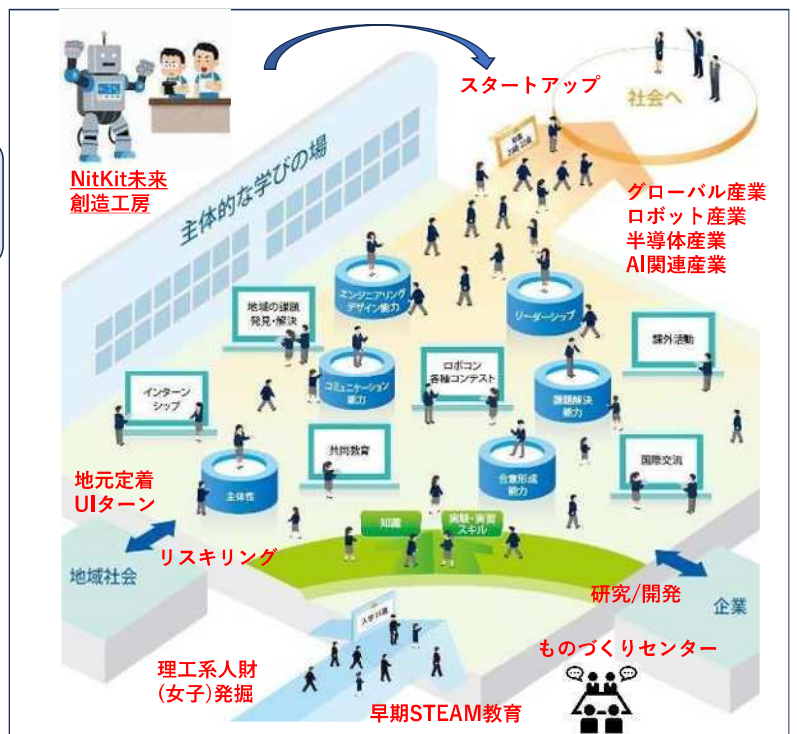 スタートアップ
社会へ
NitKit未来
創造工房
主体的な学びの場
グローバル産業
ロボット産業
半導体産業
AI関連産業
エンジニアリング
デザイン能力
地域の課題
発見・解決
リーダーシップ
課外活動
コミュニケーション
能力
ロボコン
各種コンテスト
課題解決
能力
インターン
シップ
共同教育
合意形成
能力
国際交流
主体性
地元定着
UIターン
知識
実験・実習
スキル
リスキリング
地域社会
研究/開発
企業
入学15歳
ものづくりセンター
理工系人財
(女子)発掘
早期STEAM教育